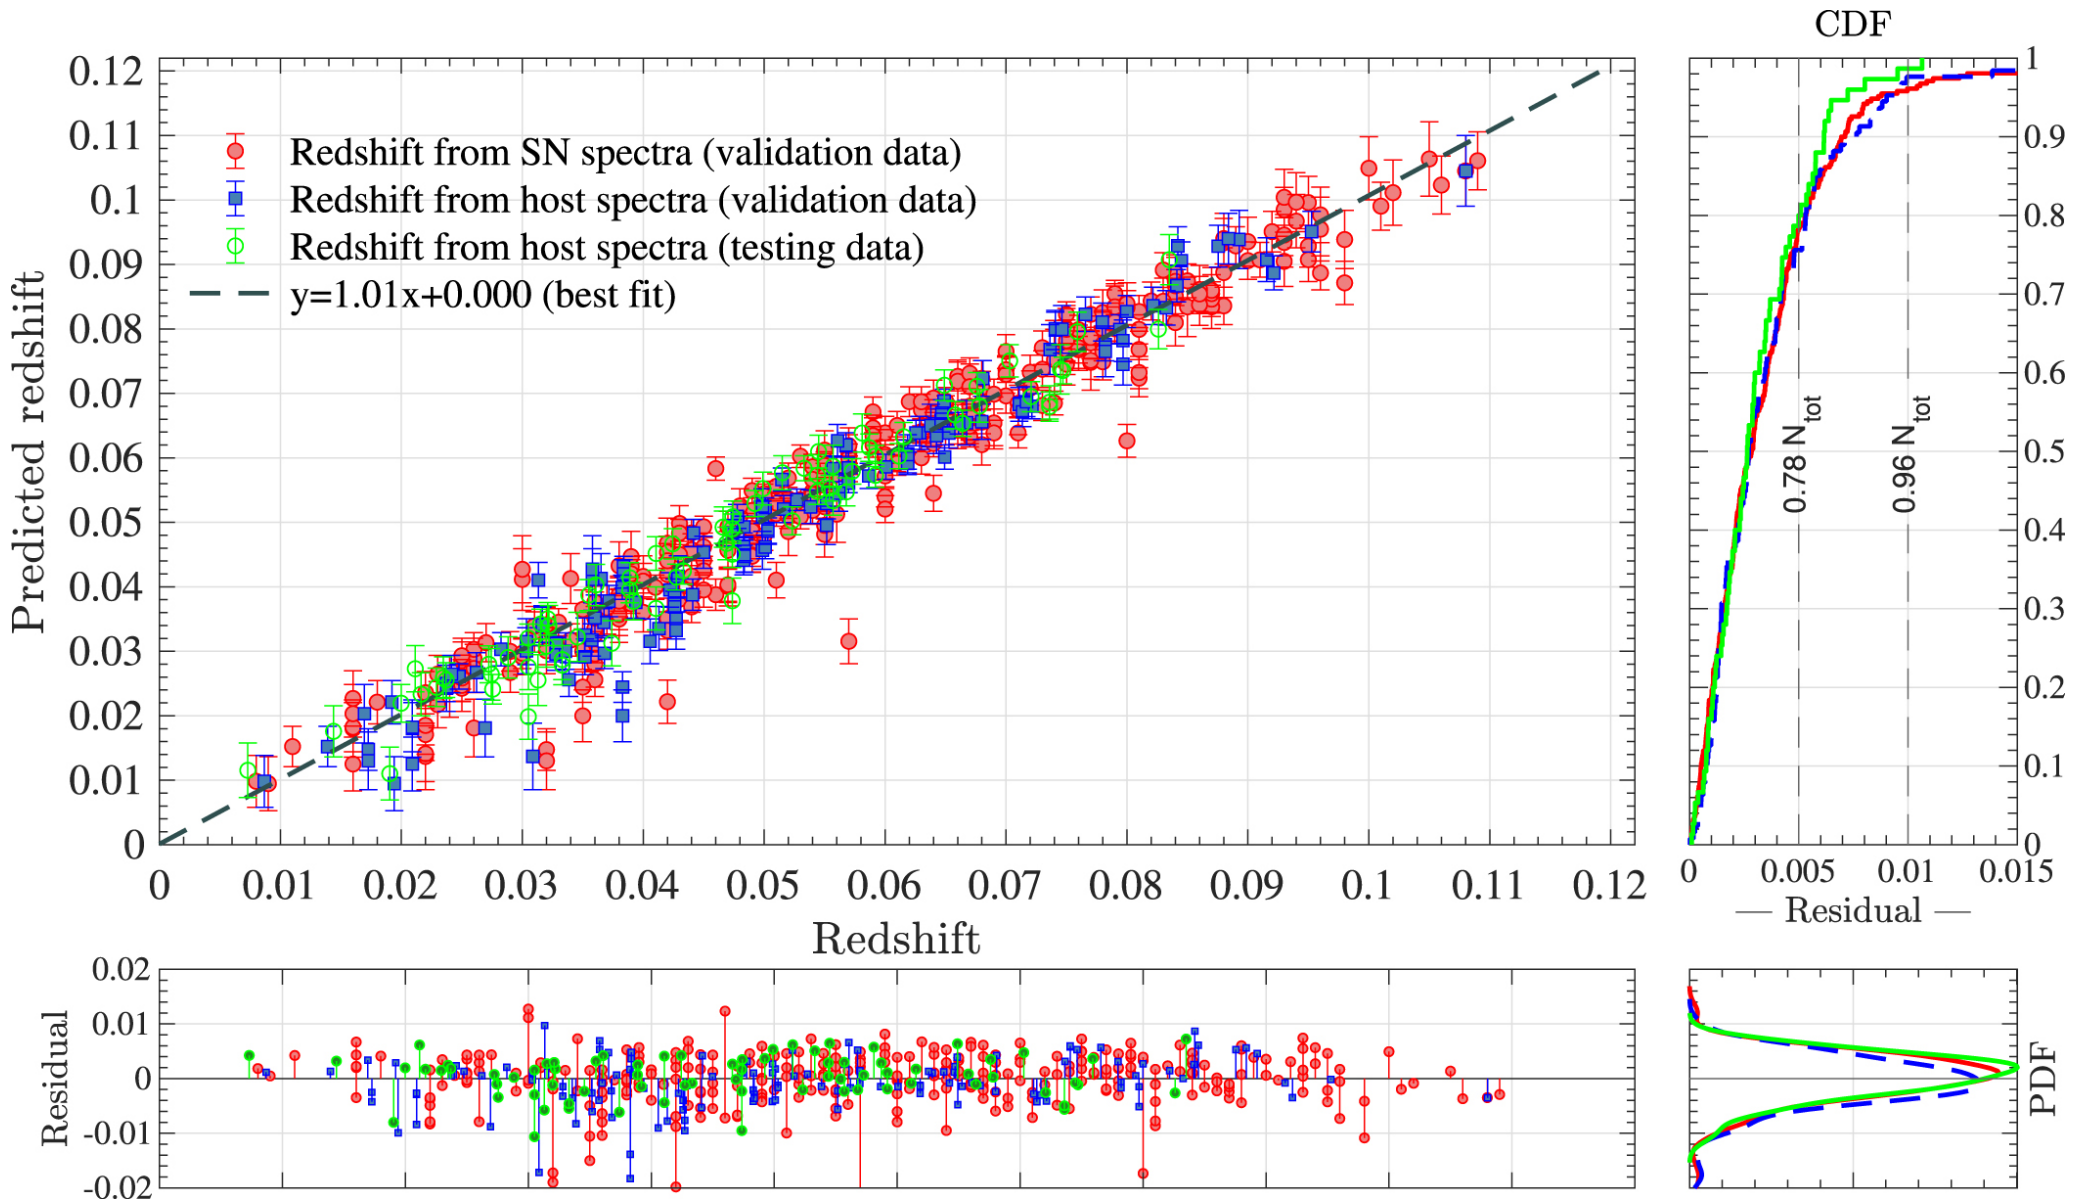 CDF
0.12
0.11
0.1
0.09
0.08
0.07
0.06
0.05
0.04
0.03
0.02
0.01
0
Predicted redshift
Redshift from SN spectra (validation data)
Redshift from host spectra (validation data)
Redshift from host spectra (testing data)
y=1.01x+0.000 (best fit)
0 0.01 0.02 0.03 0.04 0.05 0.06 0.07 0.08 0.09 0.1 0.11 0.12
Redshift
0.78 Ntot
0.96 Ntot
1
0.9
0.8
0.7
0.6
0.5
0.4
0.3
0.2
0.1
0
0 0.005 0.01 0.015
— Residual —
0.02
0.01
0
-0.01
-0.02
Residual
PDF